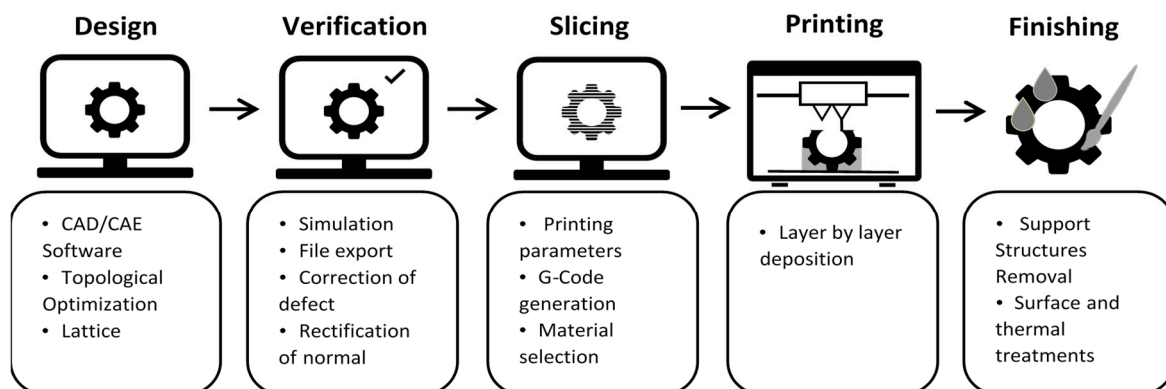 Design
Verification
Slicing
Printing
Finishing
• CAD/CAE
Software
• Topological
Optimization
• Lattice
• Simulation
• File export
• Correction of
defect
• Rectification
of normal
• Printing
parameters
• G-Code
generation
• Material
selection
• Layer by layer
deposition
• Support
Structures
Removal
• Surface and
thermal
treatments